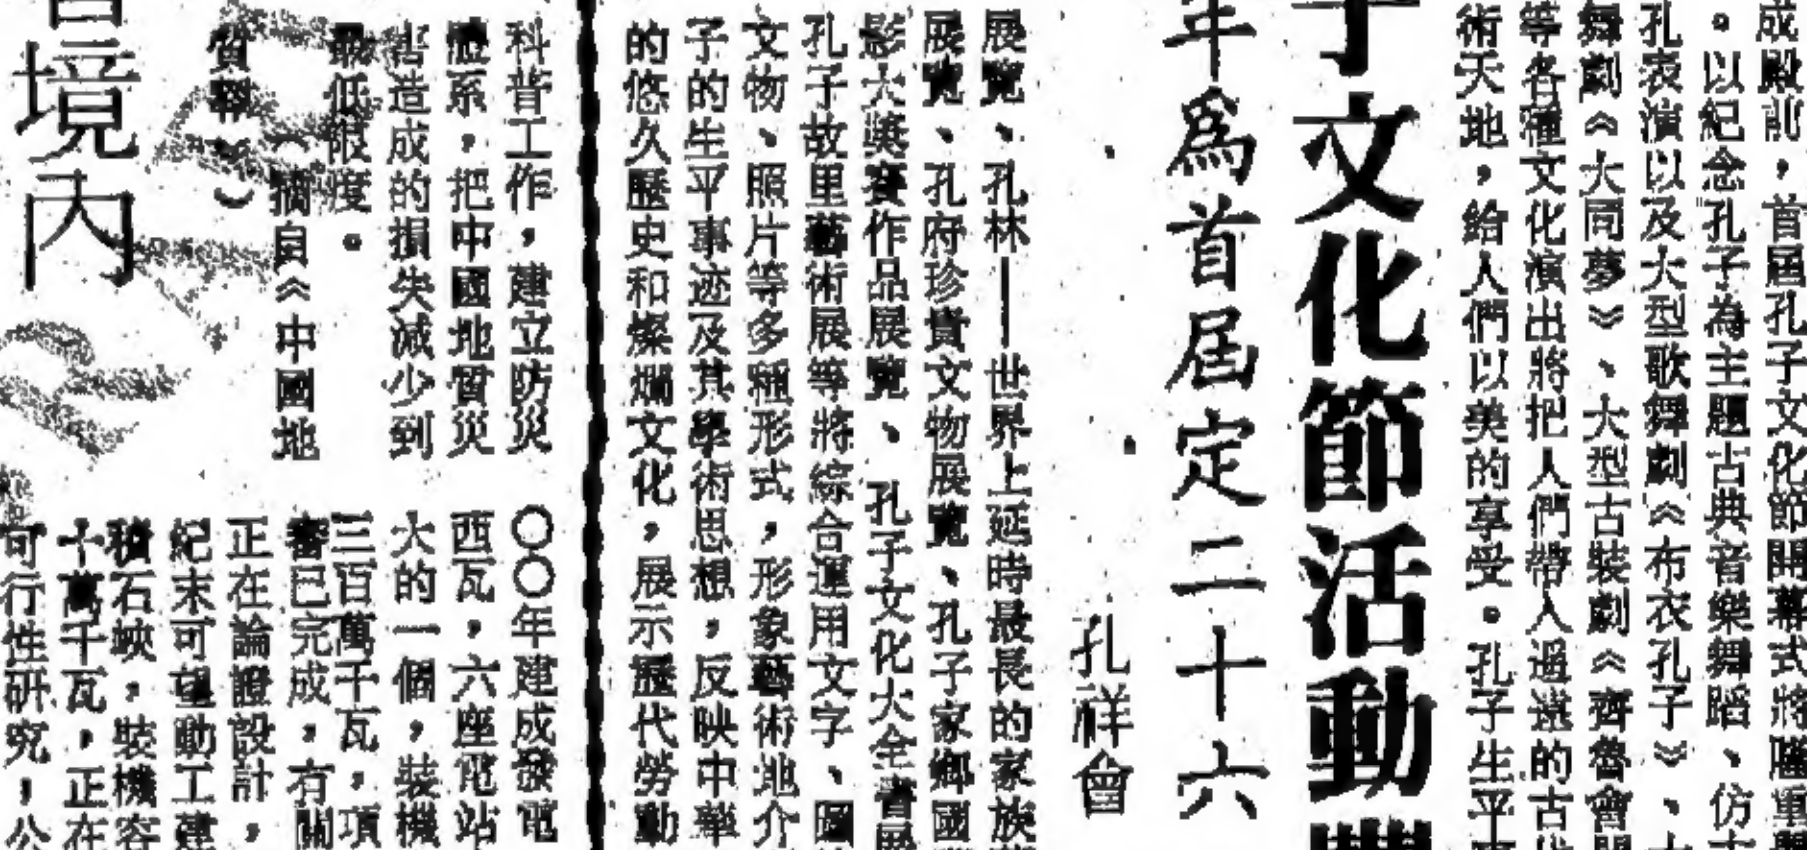 成殿前，首屆孔子文化節開幕式將隆重
。以紀念孔子為主題古典音樂舞蹈、仿
孔表演以及大型歌舞劇《布衣孔子》、
舞劇《大同夢》、大型古裝劇《齊魯會
等各種文化演出將把人們帶入遥遠的古
術天地，給人們以美的享受。孔子生平
子文化節活動
年為首屆定二十六
孔祥會
展覽、孔林—世界上延時最長的家族
展覽、孔府珍貴文物展覽、孔子家鄉國
影大獎賽作品展覽、孔子文化大全書展
孔子故里藝術展等將綜合運用文字、圖
文物、照片等多種形式，形象藝術地介
子的生平事迹及其學術思想，反映中華
的悠久歷史和燦爛文化，展示歷代勞動
科普工作，建立防災
體系，把中國地質災
害造成的損失減少到
最低限度。
（摘自《中國地
質報》）
〇〇年建成發電
西瓦，六座電站
大的一個，裝機
三百萬千瓦，項
審已完成，有關
正在論證設計，
紀末可望動工建
積石峽，裝機容
十萬千瓦，正在
可行性研究，公
境內